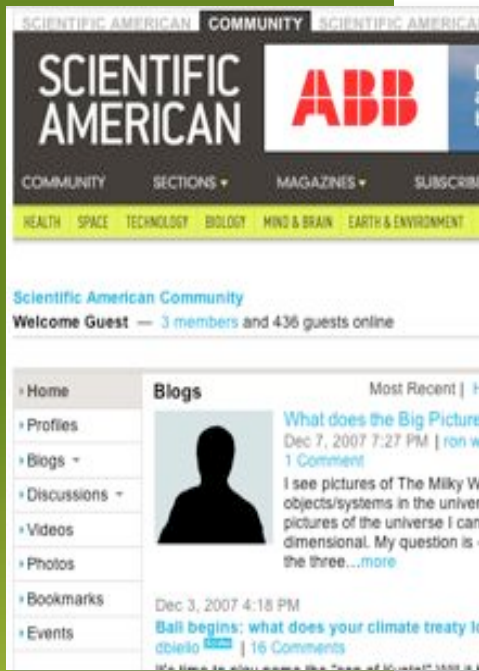 SCIENTIFIC AMERICAN COMMUNITY SCIENTIFIC AMERICA
SCIENTIFIC
AMERICAN
ABB
COMMUNITY SECTIONS MAGAZINES SUBSCRIB
HEALTH SPACE TECHNOLOGY BIOLOGY MIND & BRAIN EARTH & ENVIRONMENT
Scientific American Community
Welcome Guest — 3 members and 436 guests online
Home
Profiles
Blogs
Discussions
Videos
Photos
Bookmarks
Events
Blogs Most Recent |
What does the Big Picture
Dec 7, 2007 7:27 PM | ron w
1 Comment
I see pictures of The Milky W
objects/systems in the univer
pictures of the universe I can
dimensional. My question is
the three...more
Dec 3, 2007 4:18 PM
Bali begins: what does your climate treaty lo
dbiello | 16 Comments